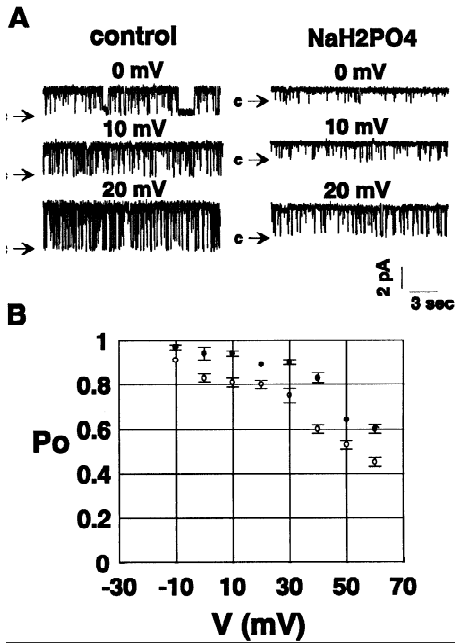 A
control NaH2PO4
0 mV 0 mV
c
10 mV 10 mV
c
20 mV 20 mV
c
2 pA
3 sec
B
1
0.8
Po 0.6
0.4
0.2
0
-30 -10 10 30 50 70
V (mV)